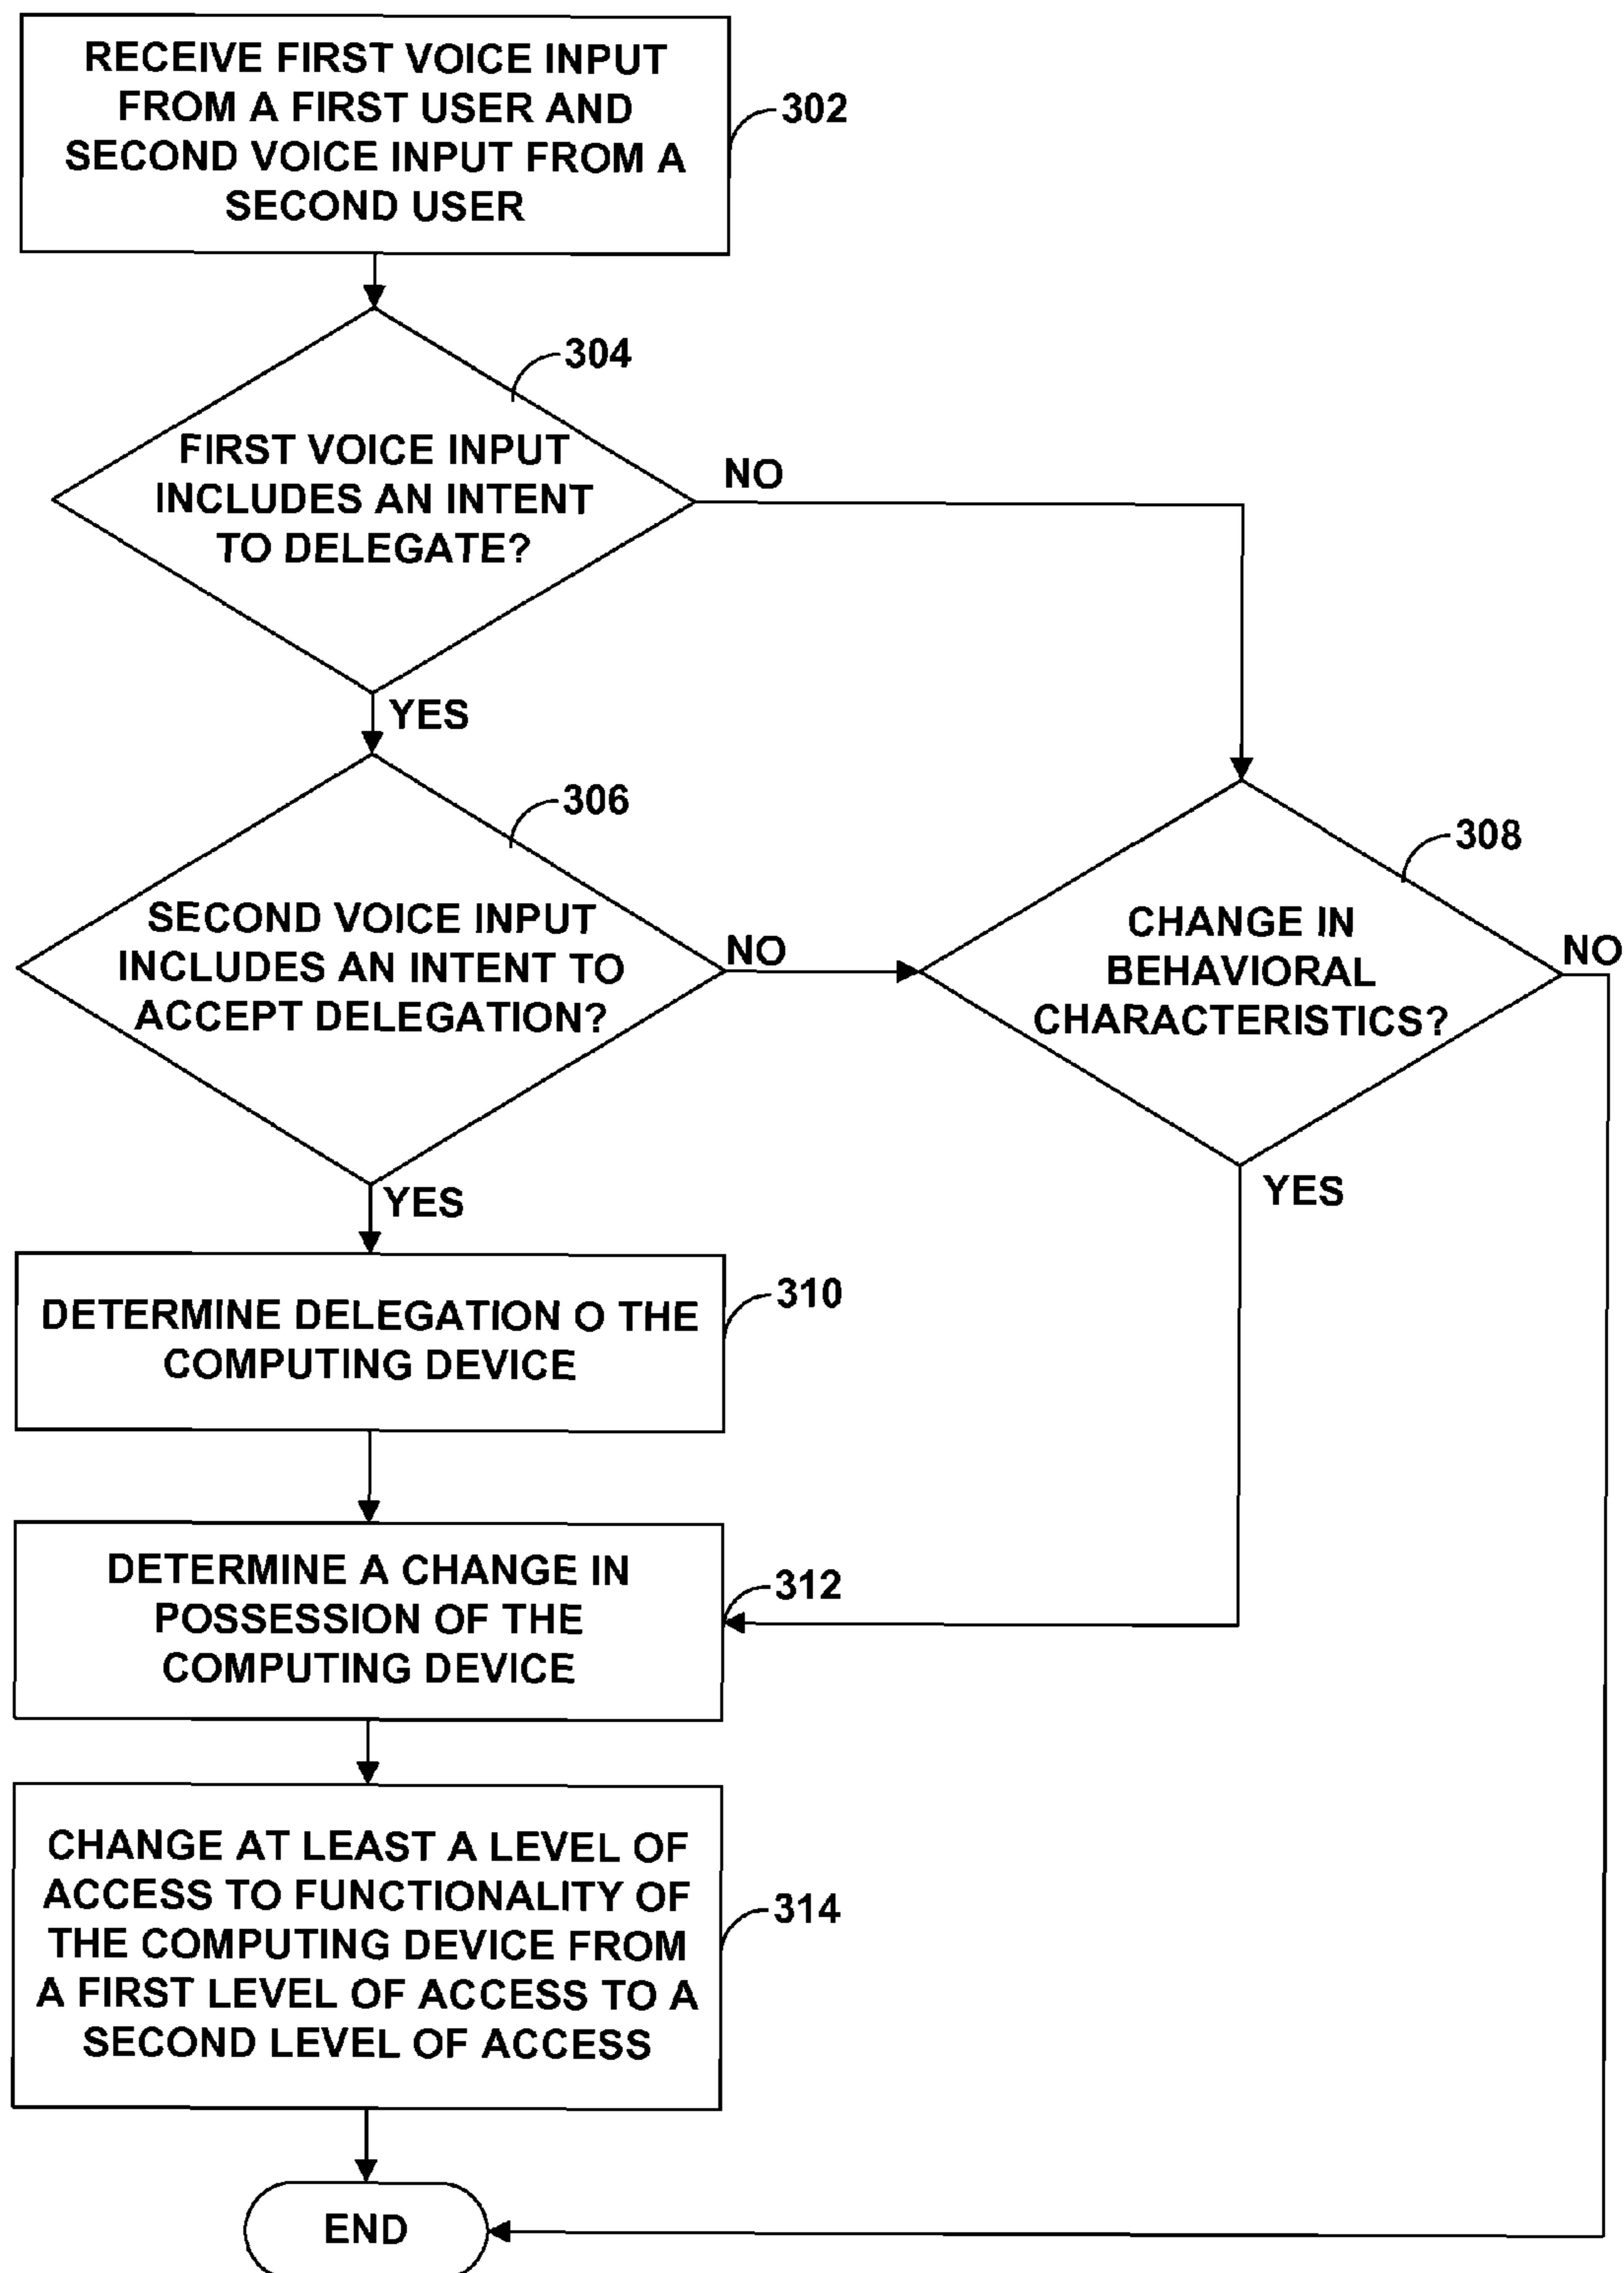 RECEIVE FIRST VOICE INPUT
FROM A FIRST USER AND
SECOND VOICE INPUT FROM A
SECOND USER
302
304
FIRST VOICE INPUT
INCLUDES AN INTENT
TO DELEGATE?
NO
YES
306
SECOND VOICE INPUT
INCLUDES AN INTENT TO
ACCEPT DELEGATION?
NO
308
CHANGE IN
BEHAVIORAL
CHARACTERISTICS?
NO
YES
YES
DETERMINE DELEGATION O THE
COMPUTING DEVICE
310
DETERMINE A CHANGE IN
POSSESSION OF THE
COMPUTING DEVICE
312
CHANGE AT LEAST A LEVEL OF
ACCESS TO FUNCTIONALITY OF
THE COMPUTING DEVICE FROM
A FIRST LEVEL OF ACCESS TO A
SECOND LEVEL OF ACCESS
314
END